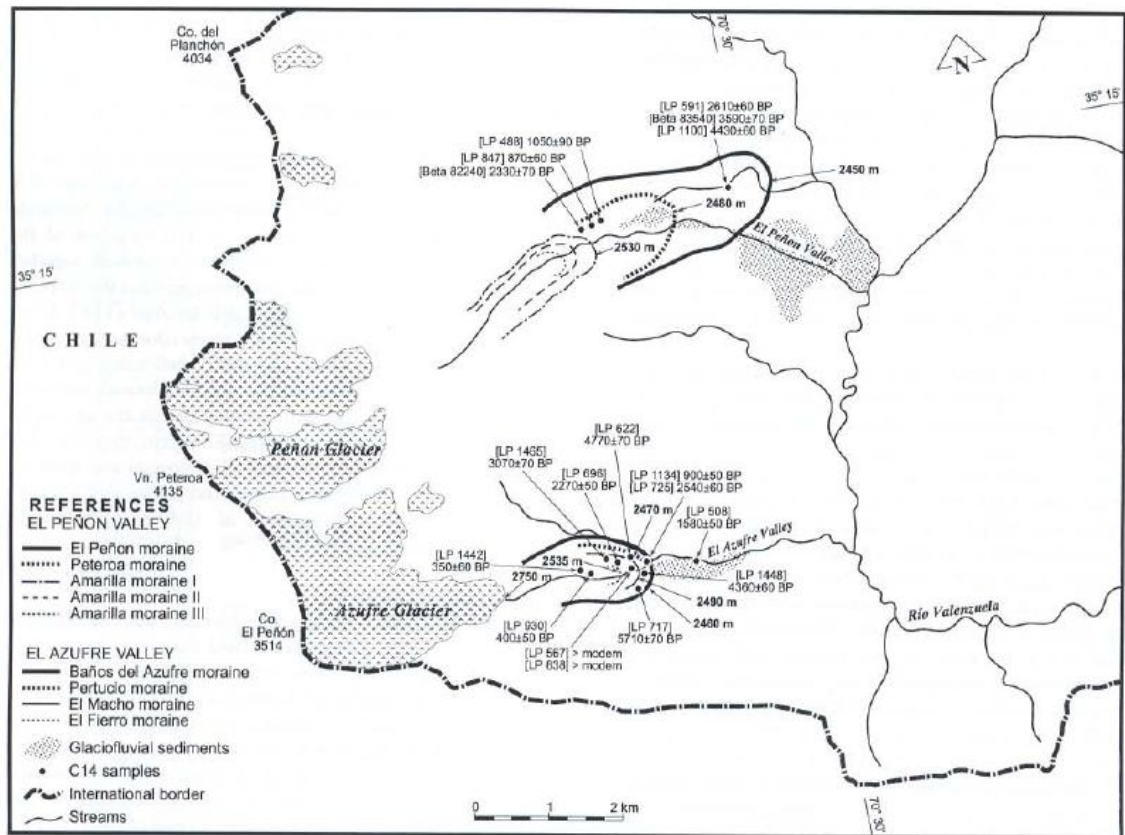 Co. del
Planchón
4034
70° 30'
N
35° 15'
[LP 591] 2610±60 BP
[Beta 83540] 3590±70 BP
[LP 1100] 4430±60 BP
[LP 488] 1050±90 BP
[LP 847] 870±60 BP
[Beta 82240] 2330±70 BP
2450 m
2480 m
2530 m
El Peñon Valley
35° 15'
CHILE
Peñon Glacier
Vn. Peteroa
4135
[LP 622]
4770±70 BP
[LP 1465]
3070±70 BP
[LP 696]
2270±50 BP
[LP 1134] 900±50 BP
[LP 725] 2540±60 BP
2470 m
[LP 508]
1580±50 BP
El Azufre Valley
[LP 1442]
350±60 BP
2535 m
2750 m
[LP 1448]
4360±60 BP
2490 m
2460 m
Azufre Glacier
Co.
El Peñón
3514
[LP 930]
400±50 BP
[LP 717]
5710±70 BP
[LP 567] > modern
[LP 838] > modern
Río Valenzuela
REFERENCES
EL PEÑON VALLEY
El Peñon moraine
Peteroa moraine
Amarilla moraine I
Amarilla moraine II
Amarilla moraine III
EL AZUFRE VALLEY
Baños del Azufre moraine
Pertucio moraine
El Macho moraine
El Fierro moraine
Glaciofluvial sediments
C14 samples
International border
Streams
0 1 2 km
70° 30'